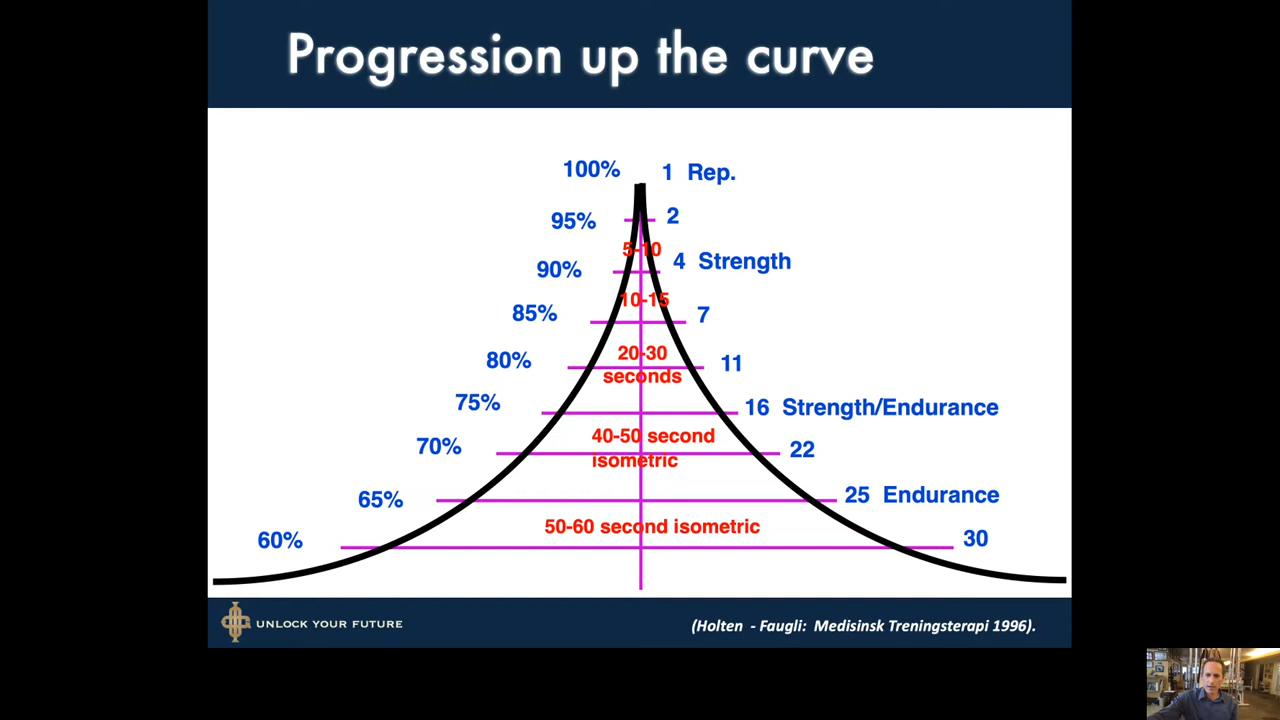 Progression up the curve
100% 1 Rep.
95% 2
5-10
90% 4 Strength
10-15
85% 7
20-30
80% 11
seconds
75% 16 Strength/Endurance
40-50 second
70% 22
isometric
65% 25 Endurance
50-60 second isometric
60% 30
UNLOCK YOUR FUTURE
(Holten - Faugli: Medisinsk Treningsterapi 1996).